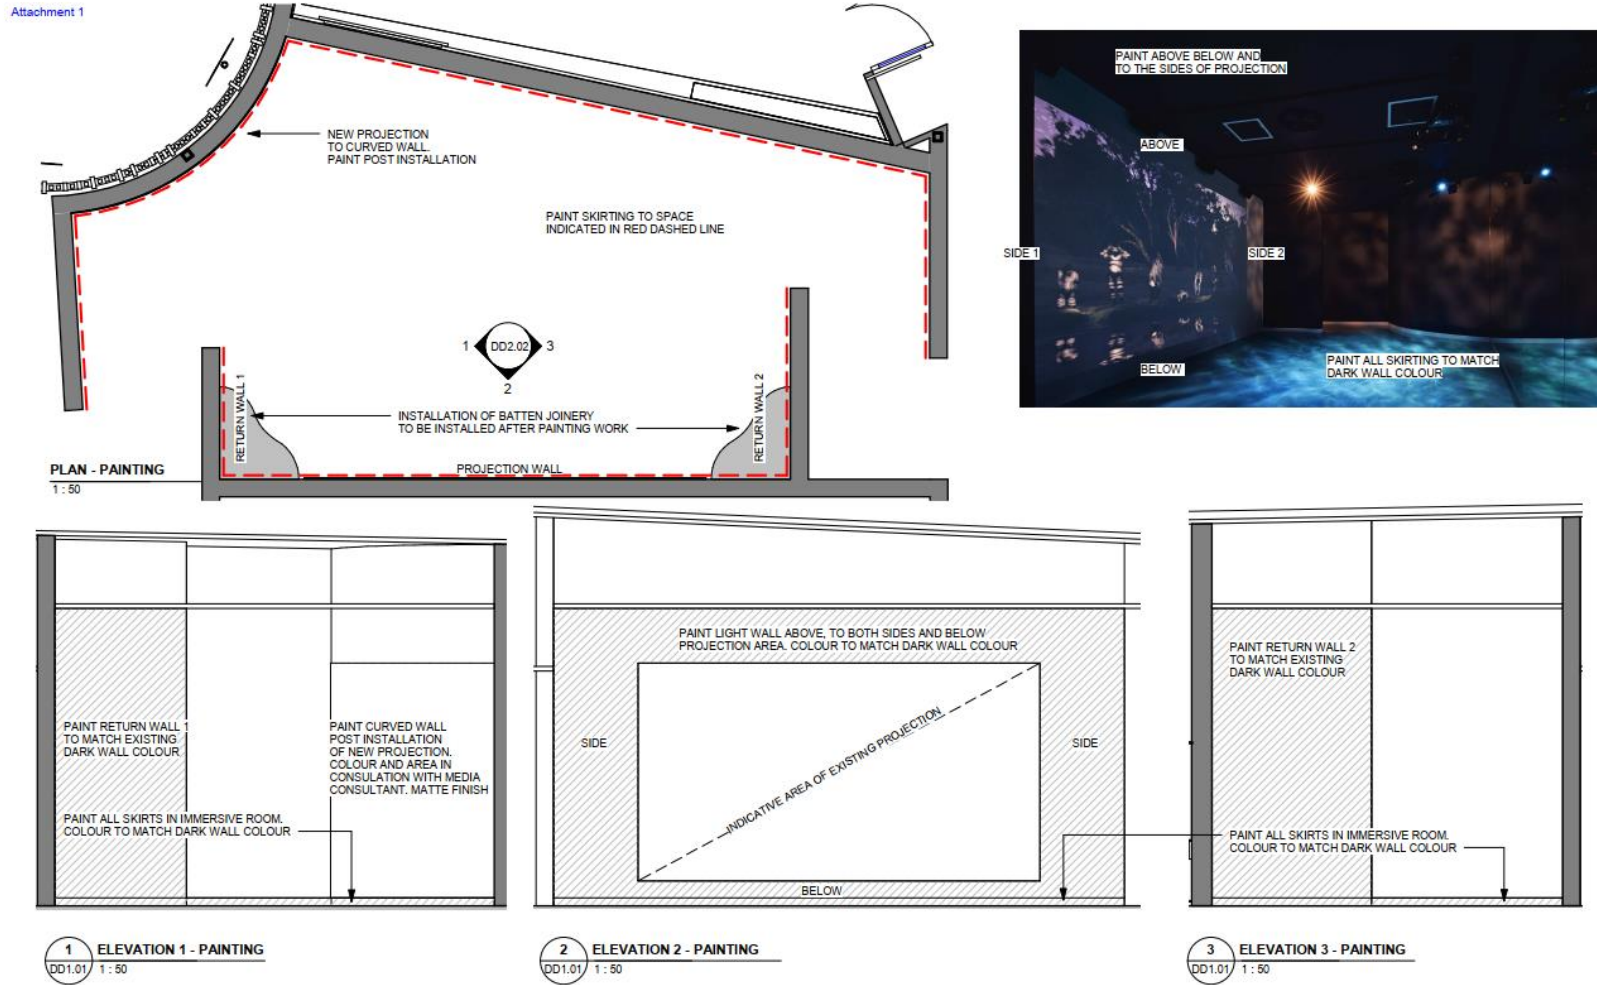 Attachment 1
NEW PROJECTION
TO CURVED WALL.
PAINT POST INSTALLATION
PAINT SKIRTING TO SPACE
INDICATED IN RED DASHED LINE
1
DD2.02
3
2
RETURN WALL 1
INSTALLATION OF BATTEN JOINERY
TO BE INSTALLED AFTER PAINTING WORK
RETURN WALL 2
PROJECTION WALL
PLAN - PAINTING
1 : 50
PAINT ABOVE BELOW AND
TO THE SIDES OF PROJECTION
ABOVE
SIDE 1
SIDE 2
BELOW
PAINT ALL SKIRTING TO MATCH
DARK WALL COLOUR
PAINT RETURN WALL 1
TO MATCH EXISTING
DARK WALL COLOUR
PAINT CURVED WALL
POST INSTALLATION
OF NEW PROJECTION.
COLOUR AND AREA IN
CONSULATION WITH MEDIA
CONSULTANT. MATTE FINISH
PAINT ALL SKIRTS IN IMMERSIVE ROOM.
COLOUR TO MATCH DARK WALL COLOUR
1
DD1.01
ELEVATION 1 - PAINTING
1 : 50
PAINT LIGHT WALL ABOVE, TO BOTH SIDES AND BELOW
PROJECTION AREA. COLOUR TO MATCH DARK WALL COLOUR
SIDE
INDICATIVE AREA OF EXISTING PROJECTION
SIDE
BELOW
2
DD1.01
ELEVATION 2 - PAINTING
1 : 50
PAINT RETURN WALL 2
TO MATCH EXISTING
DARK WALL COLOUR
PAINT ALL SKIRTS IN IMMERSIVE ROOM.
COLOUR TO MATCH DARK WALL COLOUR
3
DD1.01
ELEVATION 3 - PAINTING
1 : 50